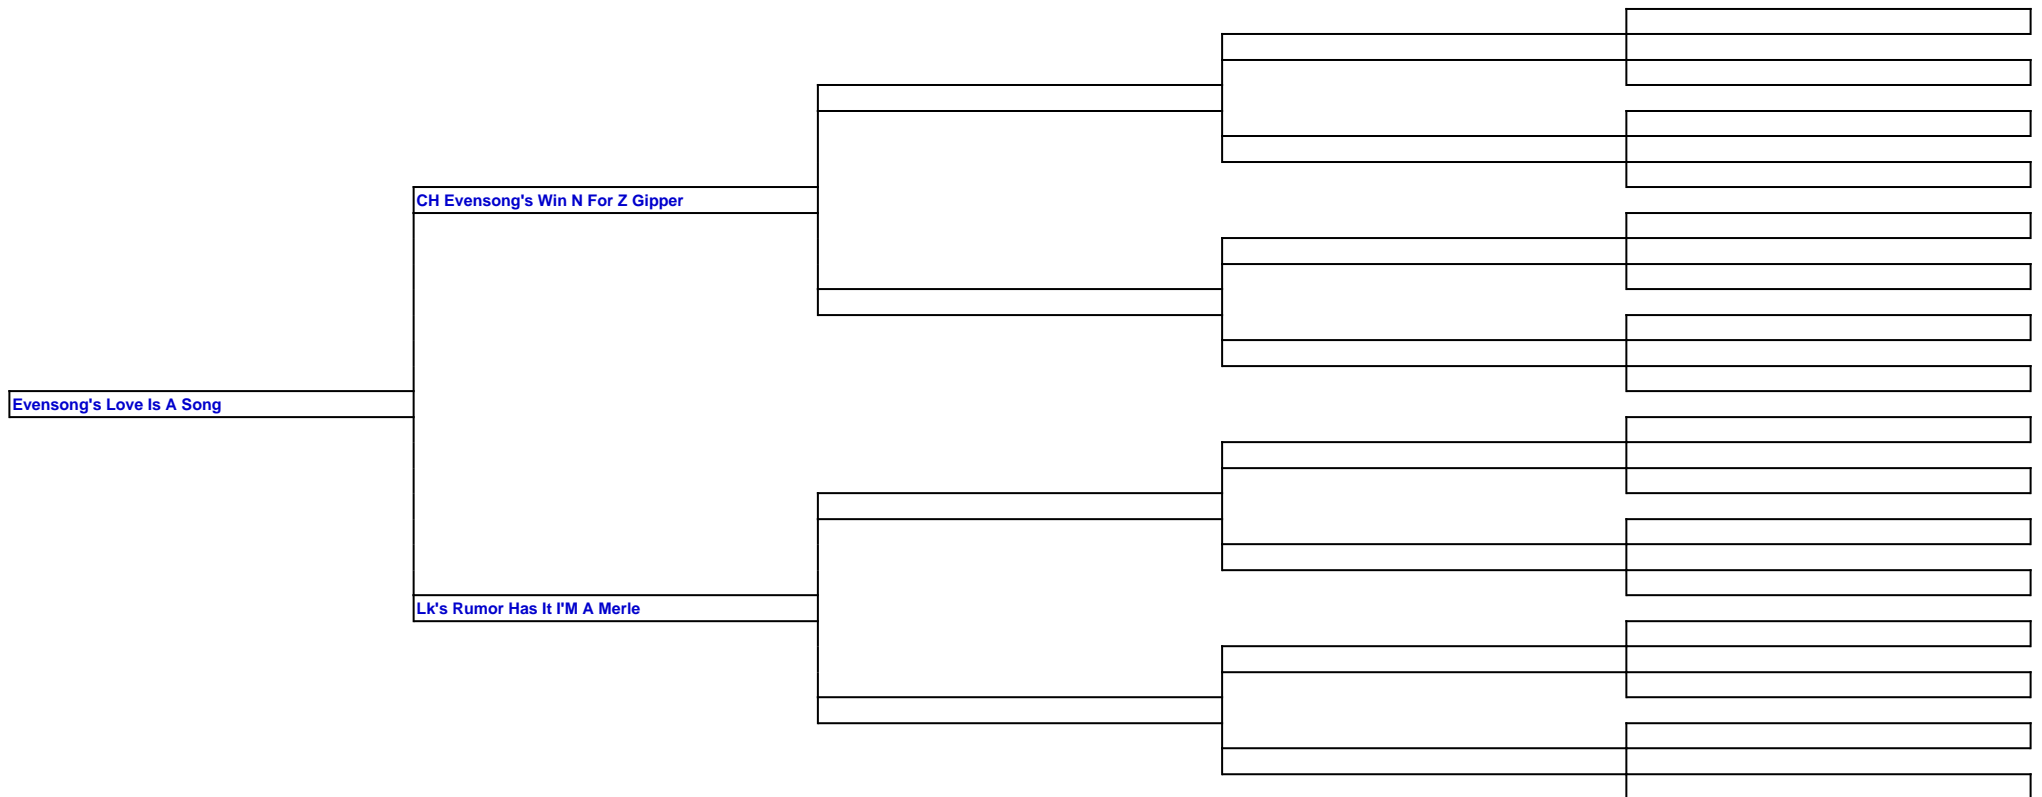 CH Evensong's Win N For Z Gipper
Evensong's Love Is A Song
Lk's Rumor Has It I'M A Merle